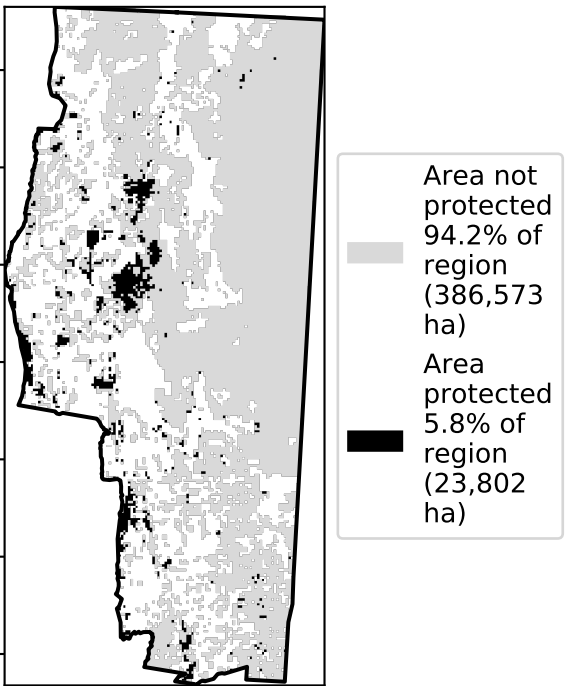 Area not
protected
94.2% of
region
(386,573
ha)
Area
protected
5.8% of
region
(23,802
ha)